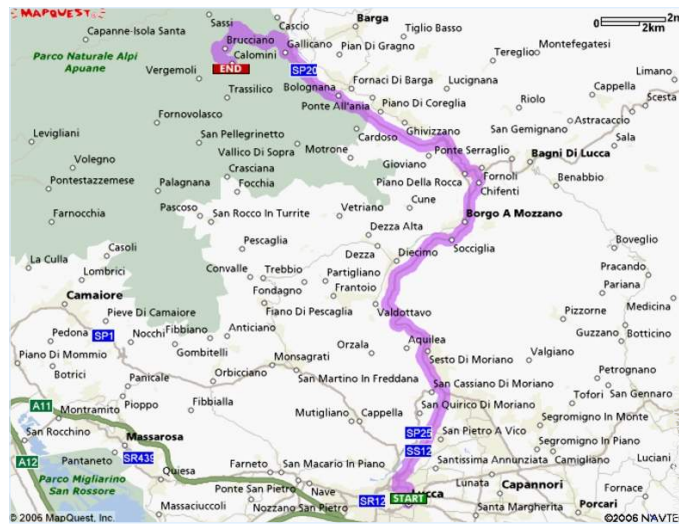 MAPQUEST
Sassi
Cascio
Barga
0 2m
2km
Capanne-Isola Santa
Tiglio Basso
Brucciano
Gallicano
Pian Di Gragno
Montefegatesi
Parco Naturale Alpi
Apuane
Calomini
Tereglio
END
SP20
Vergemoli
Fornaci Di Barga
Lucignana
Limano
Bolognana
Cappella
Trassilico
Ponte All'ania
Piano Di Coreglia
Riolo
Scesta
Fornovolasco
Ghivizzano
Astracaccio
San Gemignano
Levigliani
San Pellegrinetto
Cardoso
Sala
Vallico Di Sopra
Motrone
Ponte Serraglio
Volegno
Gioviano
Bagni Di Lucca
Crasciana
Fornoli
Pontestazzemese
Palagnana
Focchia
Piano Della Rocca
Chifenti
Benabbio
Cune
Farnocchia
Pascoso
San Rocco In Turrite
Vetriano
Borgo A Mozzano
Dezza Alta
Pescaglia
Socciglia
Boveglio
Casoli
Dezza
Diecimo
La Culla
Convalle
Trebbio
Partigliano
Pracando
Lombrici
Fondagno
Frantoio
Pariana
Camaiore
Medicina
Pieve Di Camaiore
Fiano Di Pescaglia
Valdottavo
Pizzorne
Fibbiano
Anticiano
Guzzano
Botticino
Pedona
SP1
Nocchi
Orzala
Aquilea
Piano Di Mommio
Gombitelli
Monsagrati
Sesto Di Moriano
Valgiano
Botrici
Orbicciano
Petrognano
Panicale
San Martino In Freddana
San Cassiano Di Moriano
San Gennaro
A11
Pioppo
Fibbialla
Tofori
Montramito
Mutigliano
Cappella
San Quirico Di Moriano
Segromigno In Monte
San Rocchino
Massarosa
SP25
San Pietro A Vico
Segromigno In Piano
A12
Pantaneto
SR439
SS12
Camigliano
Luciani
Farneto
San Macario In Piano
Santissima Annunziata
Parco Migliarino
San Rossore
Quiesa
Lunata
Capannori
Ponte San Pietro
Nave
Fornace
SR12
START
Lucca
Massaciuccoli
Nozzano San Pietro
Santa Margherita
Porcari
© 2006 MapQuest, Inc.
©2006 NAVTE